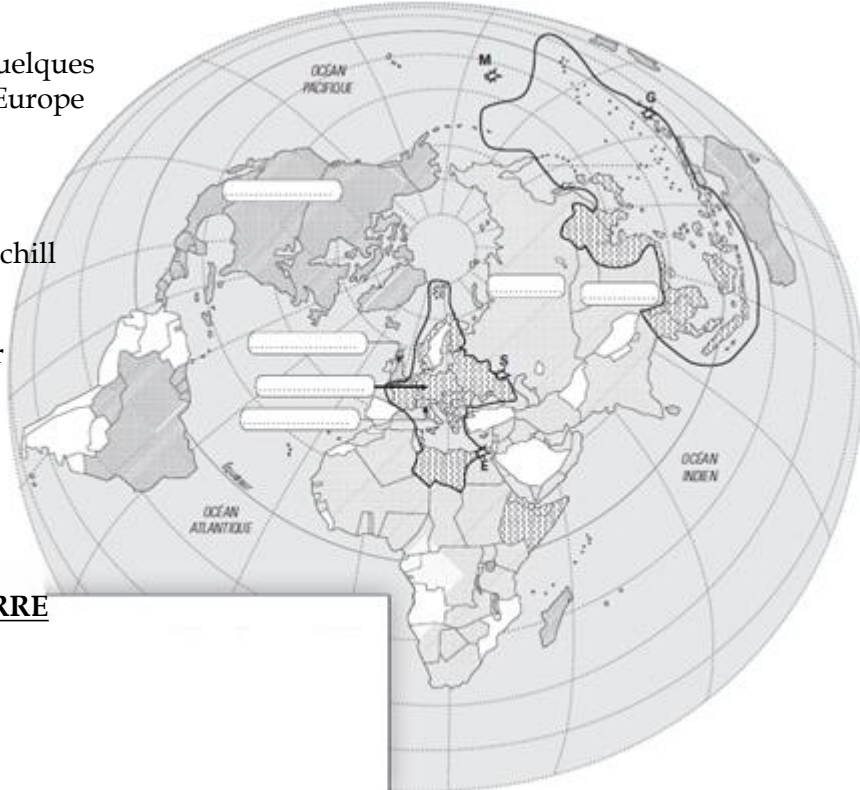 uelques
Europe
chill
r
RRE
OCÉAN
PACIFIQUE
M
G
S
E
OCÉAN
INDIEN
Équateur
OCÉAN
ATLANTIQUE